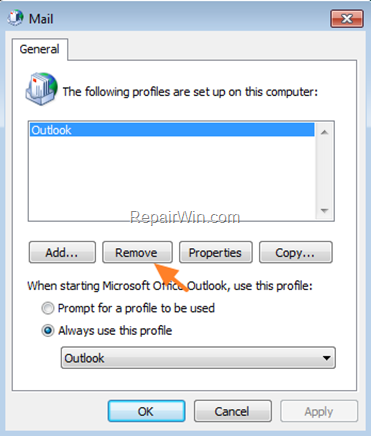 Mail
General
The following profiles are set up on this computer:
Outlook
RepairWin.com
Add... Remove Properties Copy...
When starting Microsoft Office Outlook, use this profile:
Prompt for a profile to be used
Always use this profile
Outlook
OK Cancel Apply